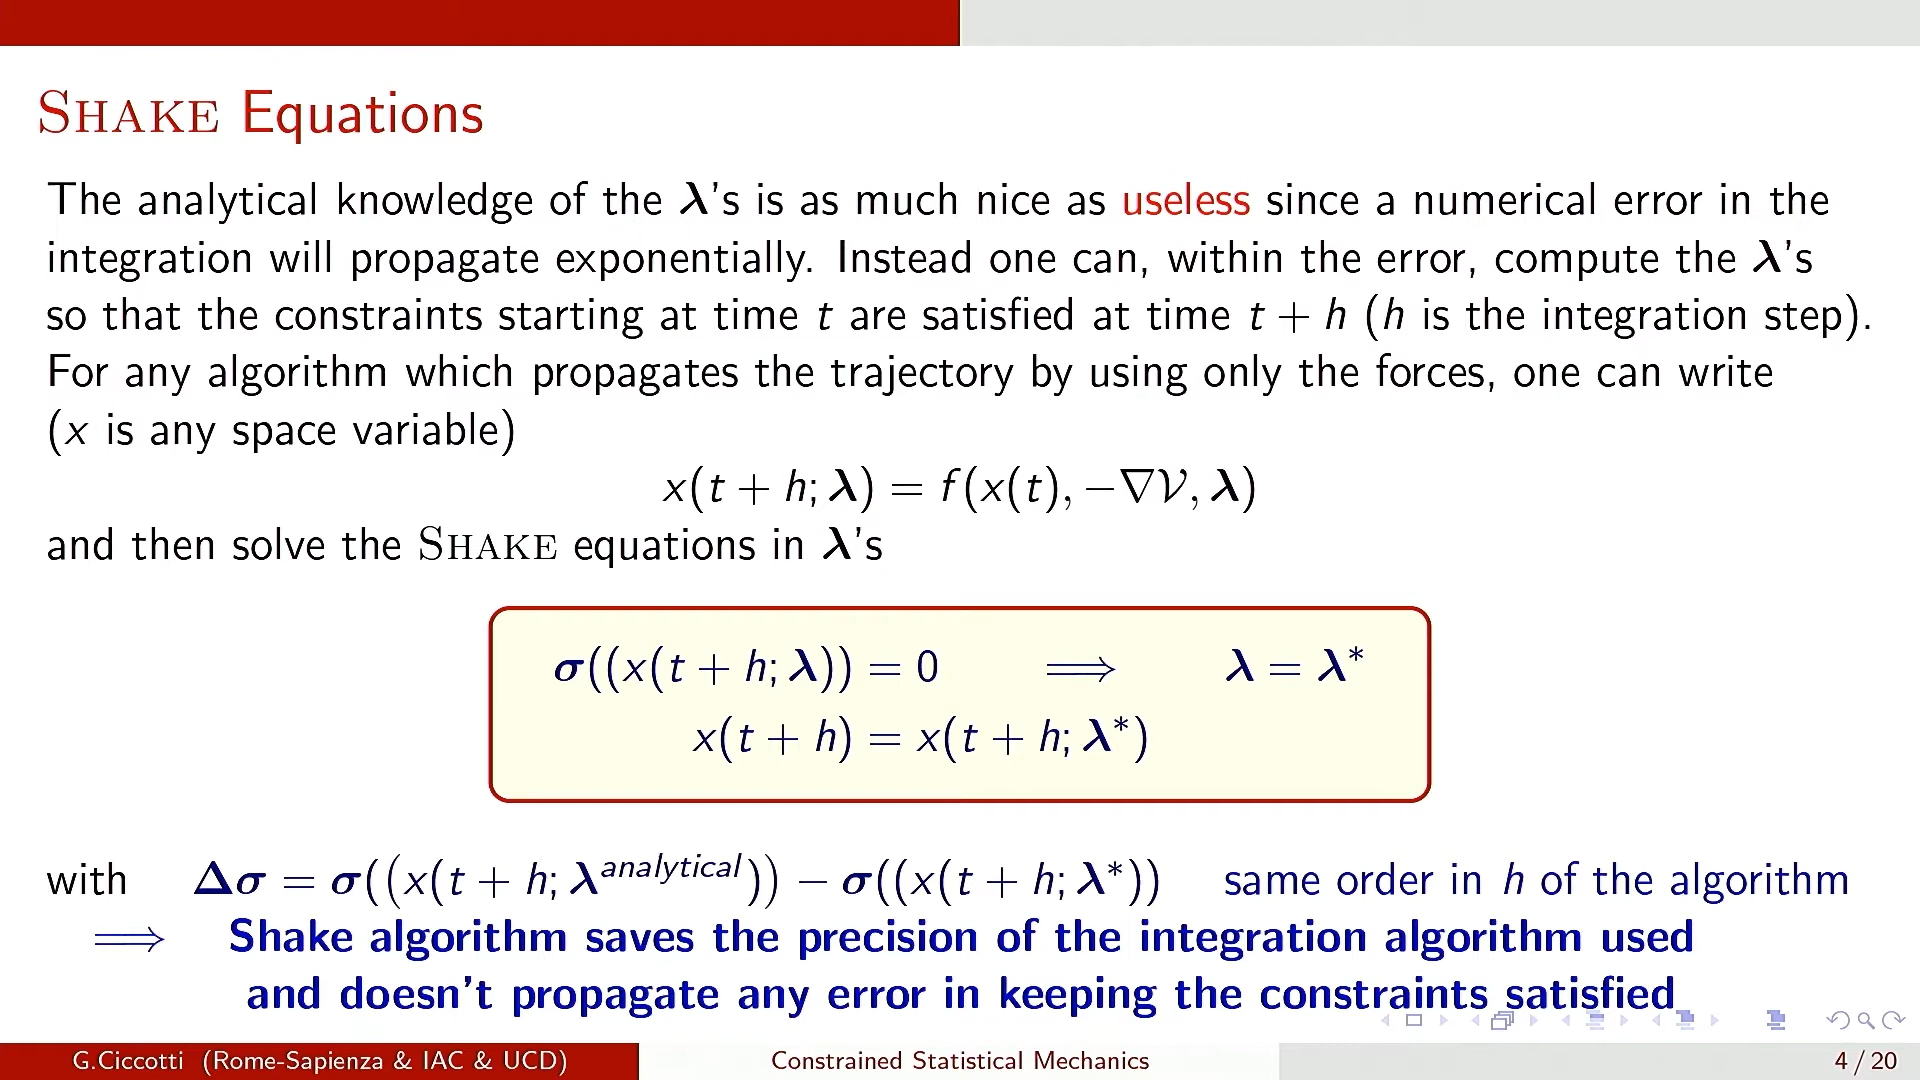 SHAKE Equations
The analytical knowledge of the λ's is as much nice as useless since a numerical error in the
integration will propagate exponentially. Instead one can, within the error, compute the λ's
so that the constraints starting at time t are satisfied at time t + h (h is the integration step).
For any algorithm which propagates the trajectory by using only the forces, one can write
(x is any space variable)
x(t + h; λ) = f(x(t), −∇𝒱, λ)
and then solve the SHAKE equations in λ's
σ((x(t + h; λ)) = 0 ⟹ λ = λ*
x(t + h) = x(t + h; λ*)
with Δσ = σ((x(t + h; λ^analytical)) − σ((x(t + h; λ*)) same order in h of the algorithm
⟹ Shake algorithm saves the precision of the integration algorithm used
and doesn't propagate any error in keeping the constraints satisfied
G.Ciccotti (Rome-Sapienza & IAC & UCD) Constrained Statistical Mechanics 4 / 20